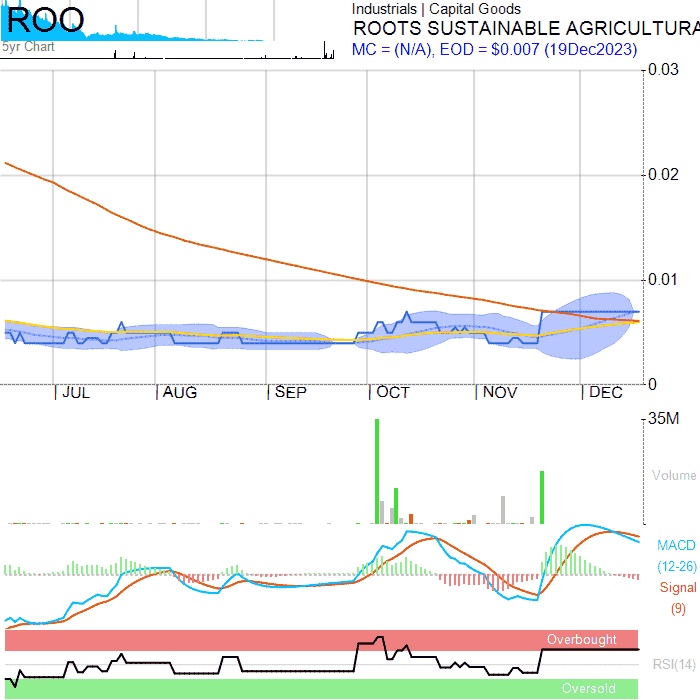 ROO
5yr Chart
Industrials | Capital Goods
ROOTS SUSTAINABLE AGRICULTURA
MC = (N/A), EOD = $0.007 (19Dec2023)
0.03
0.02
0.01
0
JUL AUG SEP OCT NOV DEC
35M
Volume
MACD
(12-26)
Signal
(9)
Overbought
RSI(14)
Oversold